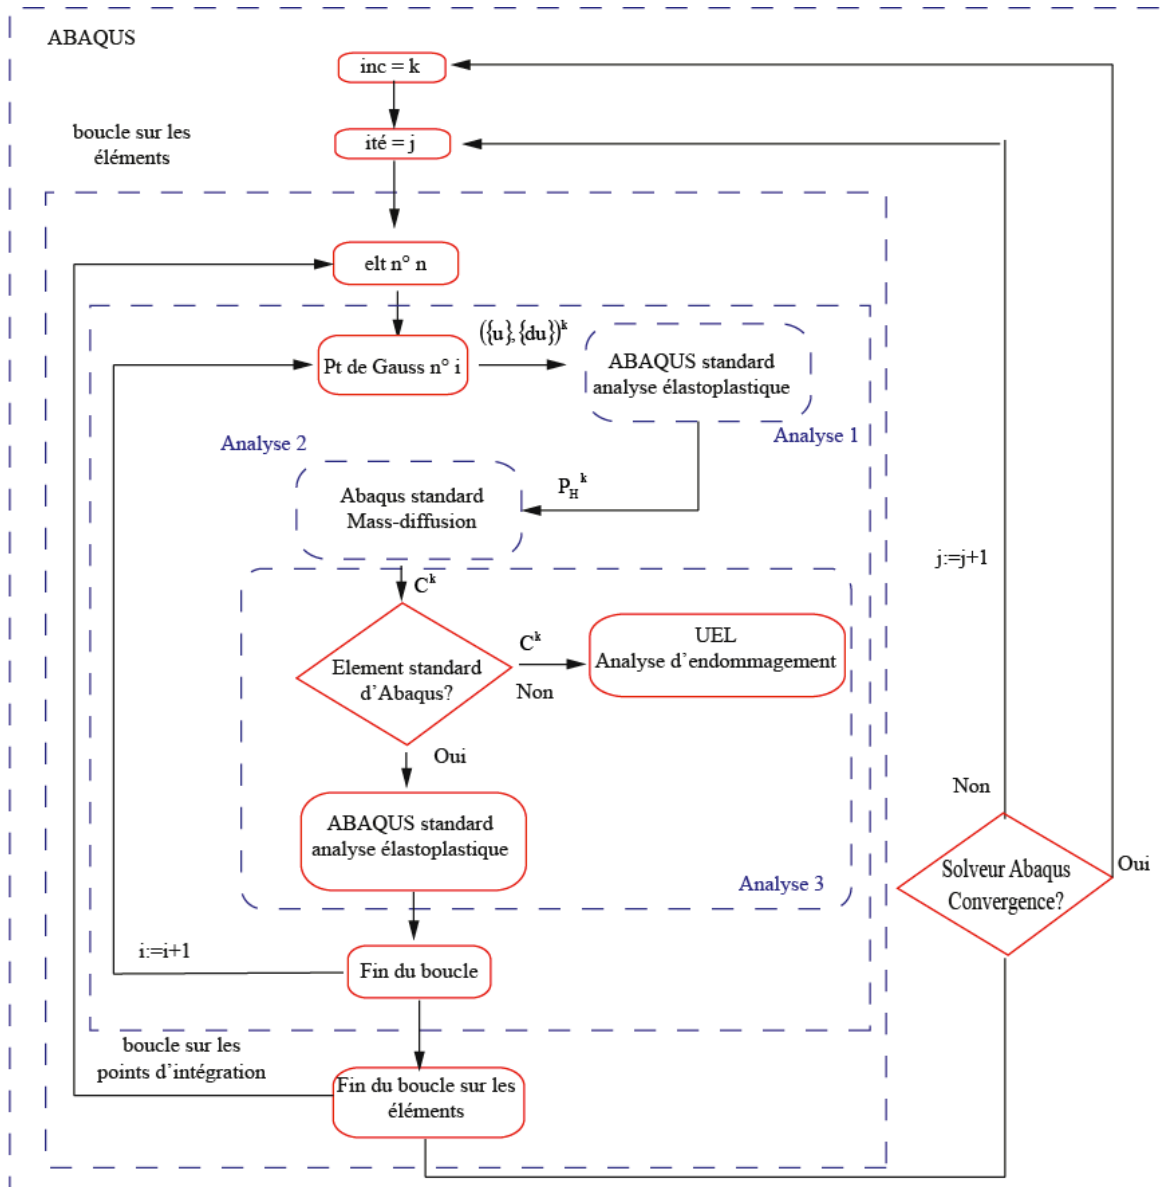 ABAQUS
inc = k
boucle sur les
éléments
ité = j
elt n° n
({u},{du})ᵏ
Pt de Gauss n° i
ABAQUS standard
analyse élastoplastique
Analyse 1
Analyse 2
Abaqus standard
Mass-diffusion
P_H^k
j:=j+1
C^k
Element standard
d'Abaqus?
C^k
Non
UEL
Analyse d'endommagement
Oui
ABAQUS standard
analyse élastoplastique
Analyse 3
Non
Solveur Abaqus
Convergence?
Oui
i:=i+1
Fin du boucle
boucle sur les
points d'intégration
Fin du boucle sur les
éléments